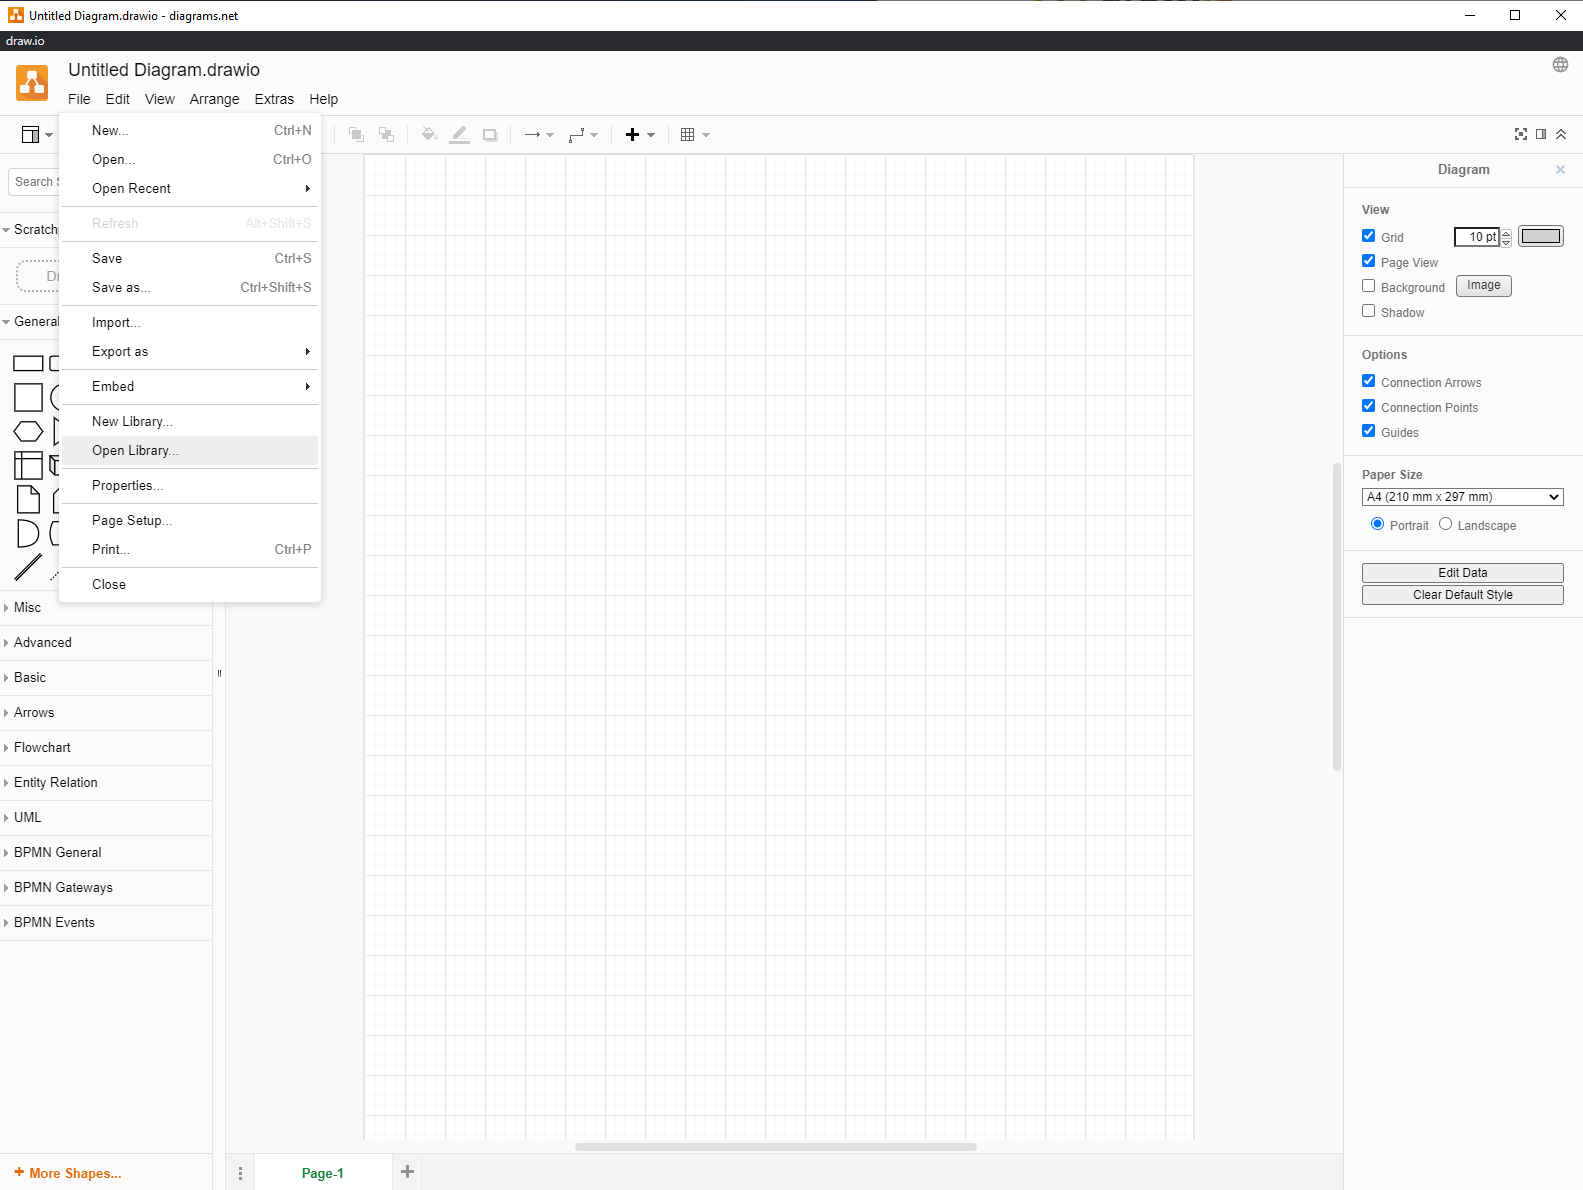 Untitled Diagram.drawio - diagrams.net
draw.io
Untitled Diagram.drawio
File Edit View Arrange Extras Help
New... Ctrl+N
Open... Ctrl+O
Open Recent
Refresh Alt+Shift+S
Save Ctrl+S
Save as... Ctrl+Shift+S
Import...
Export as
Embed
New Library...
Open Library...
Properties...
Page Setup...
Print... Ctrl+P
Close
Search S
Scratch
Dr
General
Misc
Advanced
Basic
Arrows
Flowchart
Entity Relation
UML
BPMN General
BPMN Gateways
BPMN Events
+ More Shapes...
Page-1
Diagram
View
Grid 10 pt
Page View
Background Image
Shadow
Options
Connection Arrows
Connection Points
Guides
Paper Size
A4 (210 mm x 297 mm)
Portrait Landscape
Edit Data
Clear Default Style